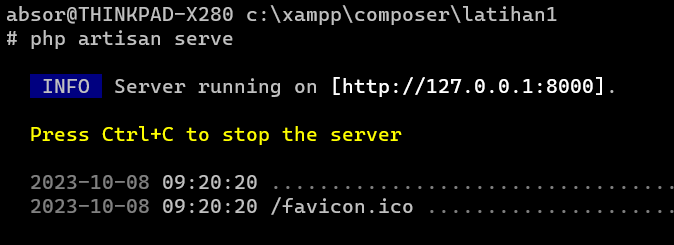 absor@THINKPAD-X280 c:\xampp\composer\latihan1
# php artisan serve
INFO Server running on [http://127.0.0.1:8000].
Press Ctrl+C to stop the server
2023-10-08 09:20:20 ...................................
2023-10-08 09:20:20 /favicon.ico ......................